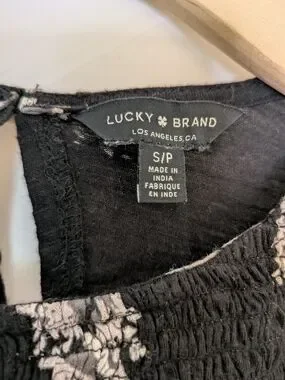 LUCKY BRAND
LOS ANGELES, CA
S/P
MADE IN
INDIA
FABRIQUE
EN INDE